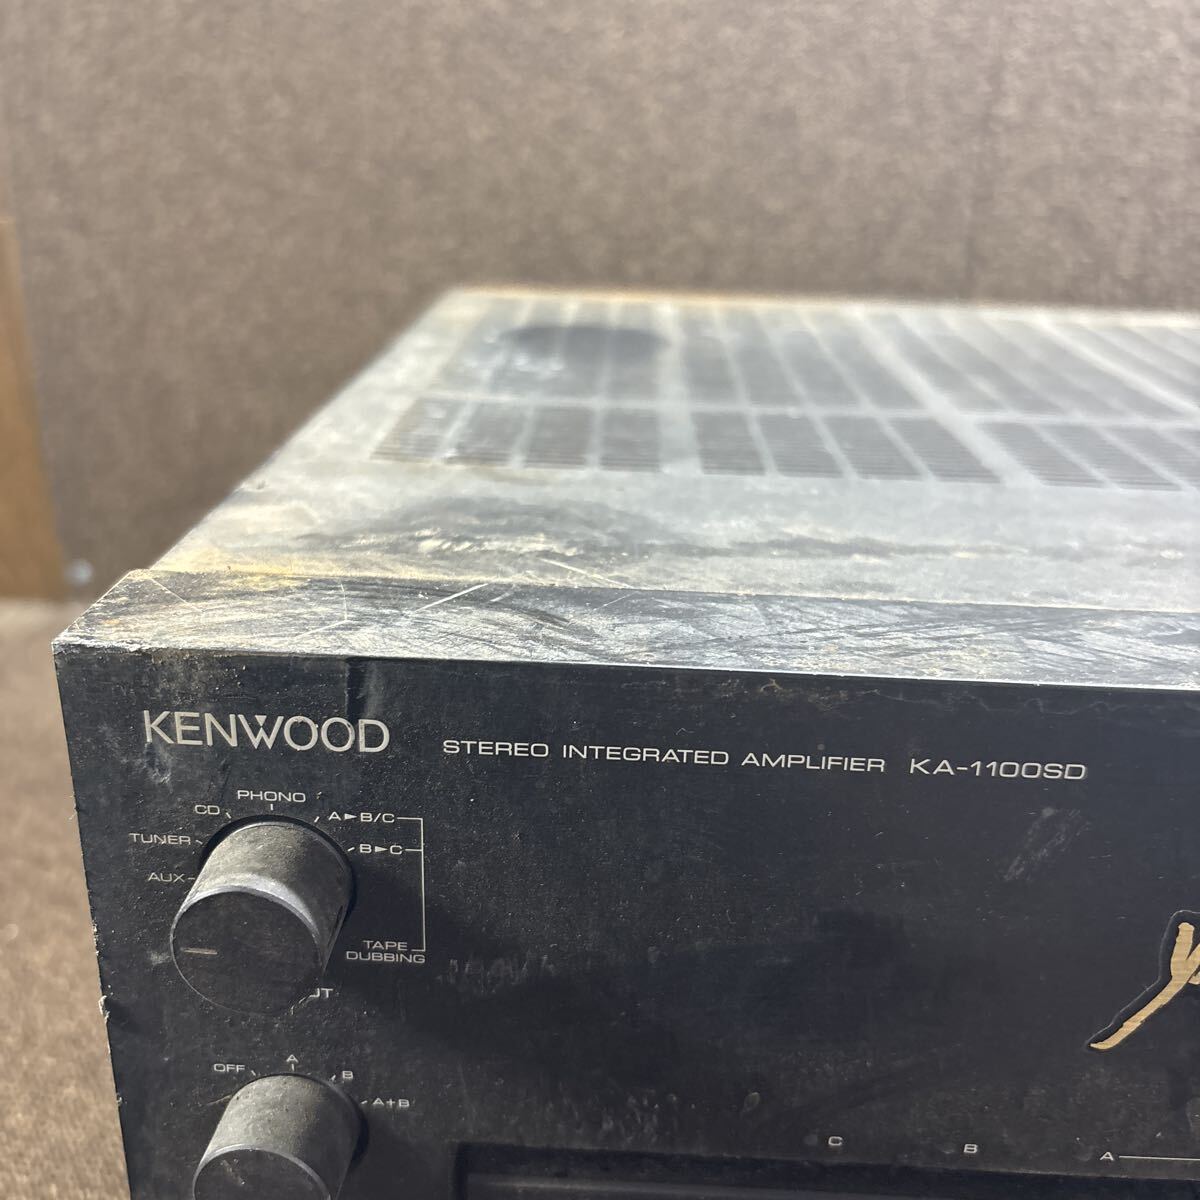 KENWOOD STEREO INTEGRATED AMPLIFIER KA-1100SD
PHONO
CD A►B/C
TUNER B►C
AUX
TAPE
DUBBING
A
OFF B
A+B
C B A